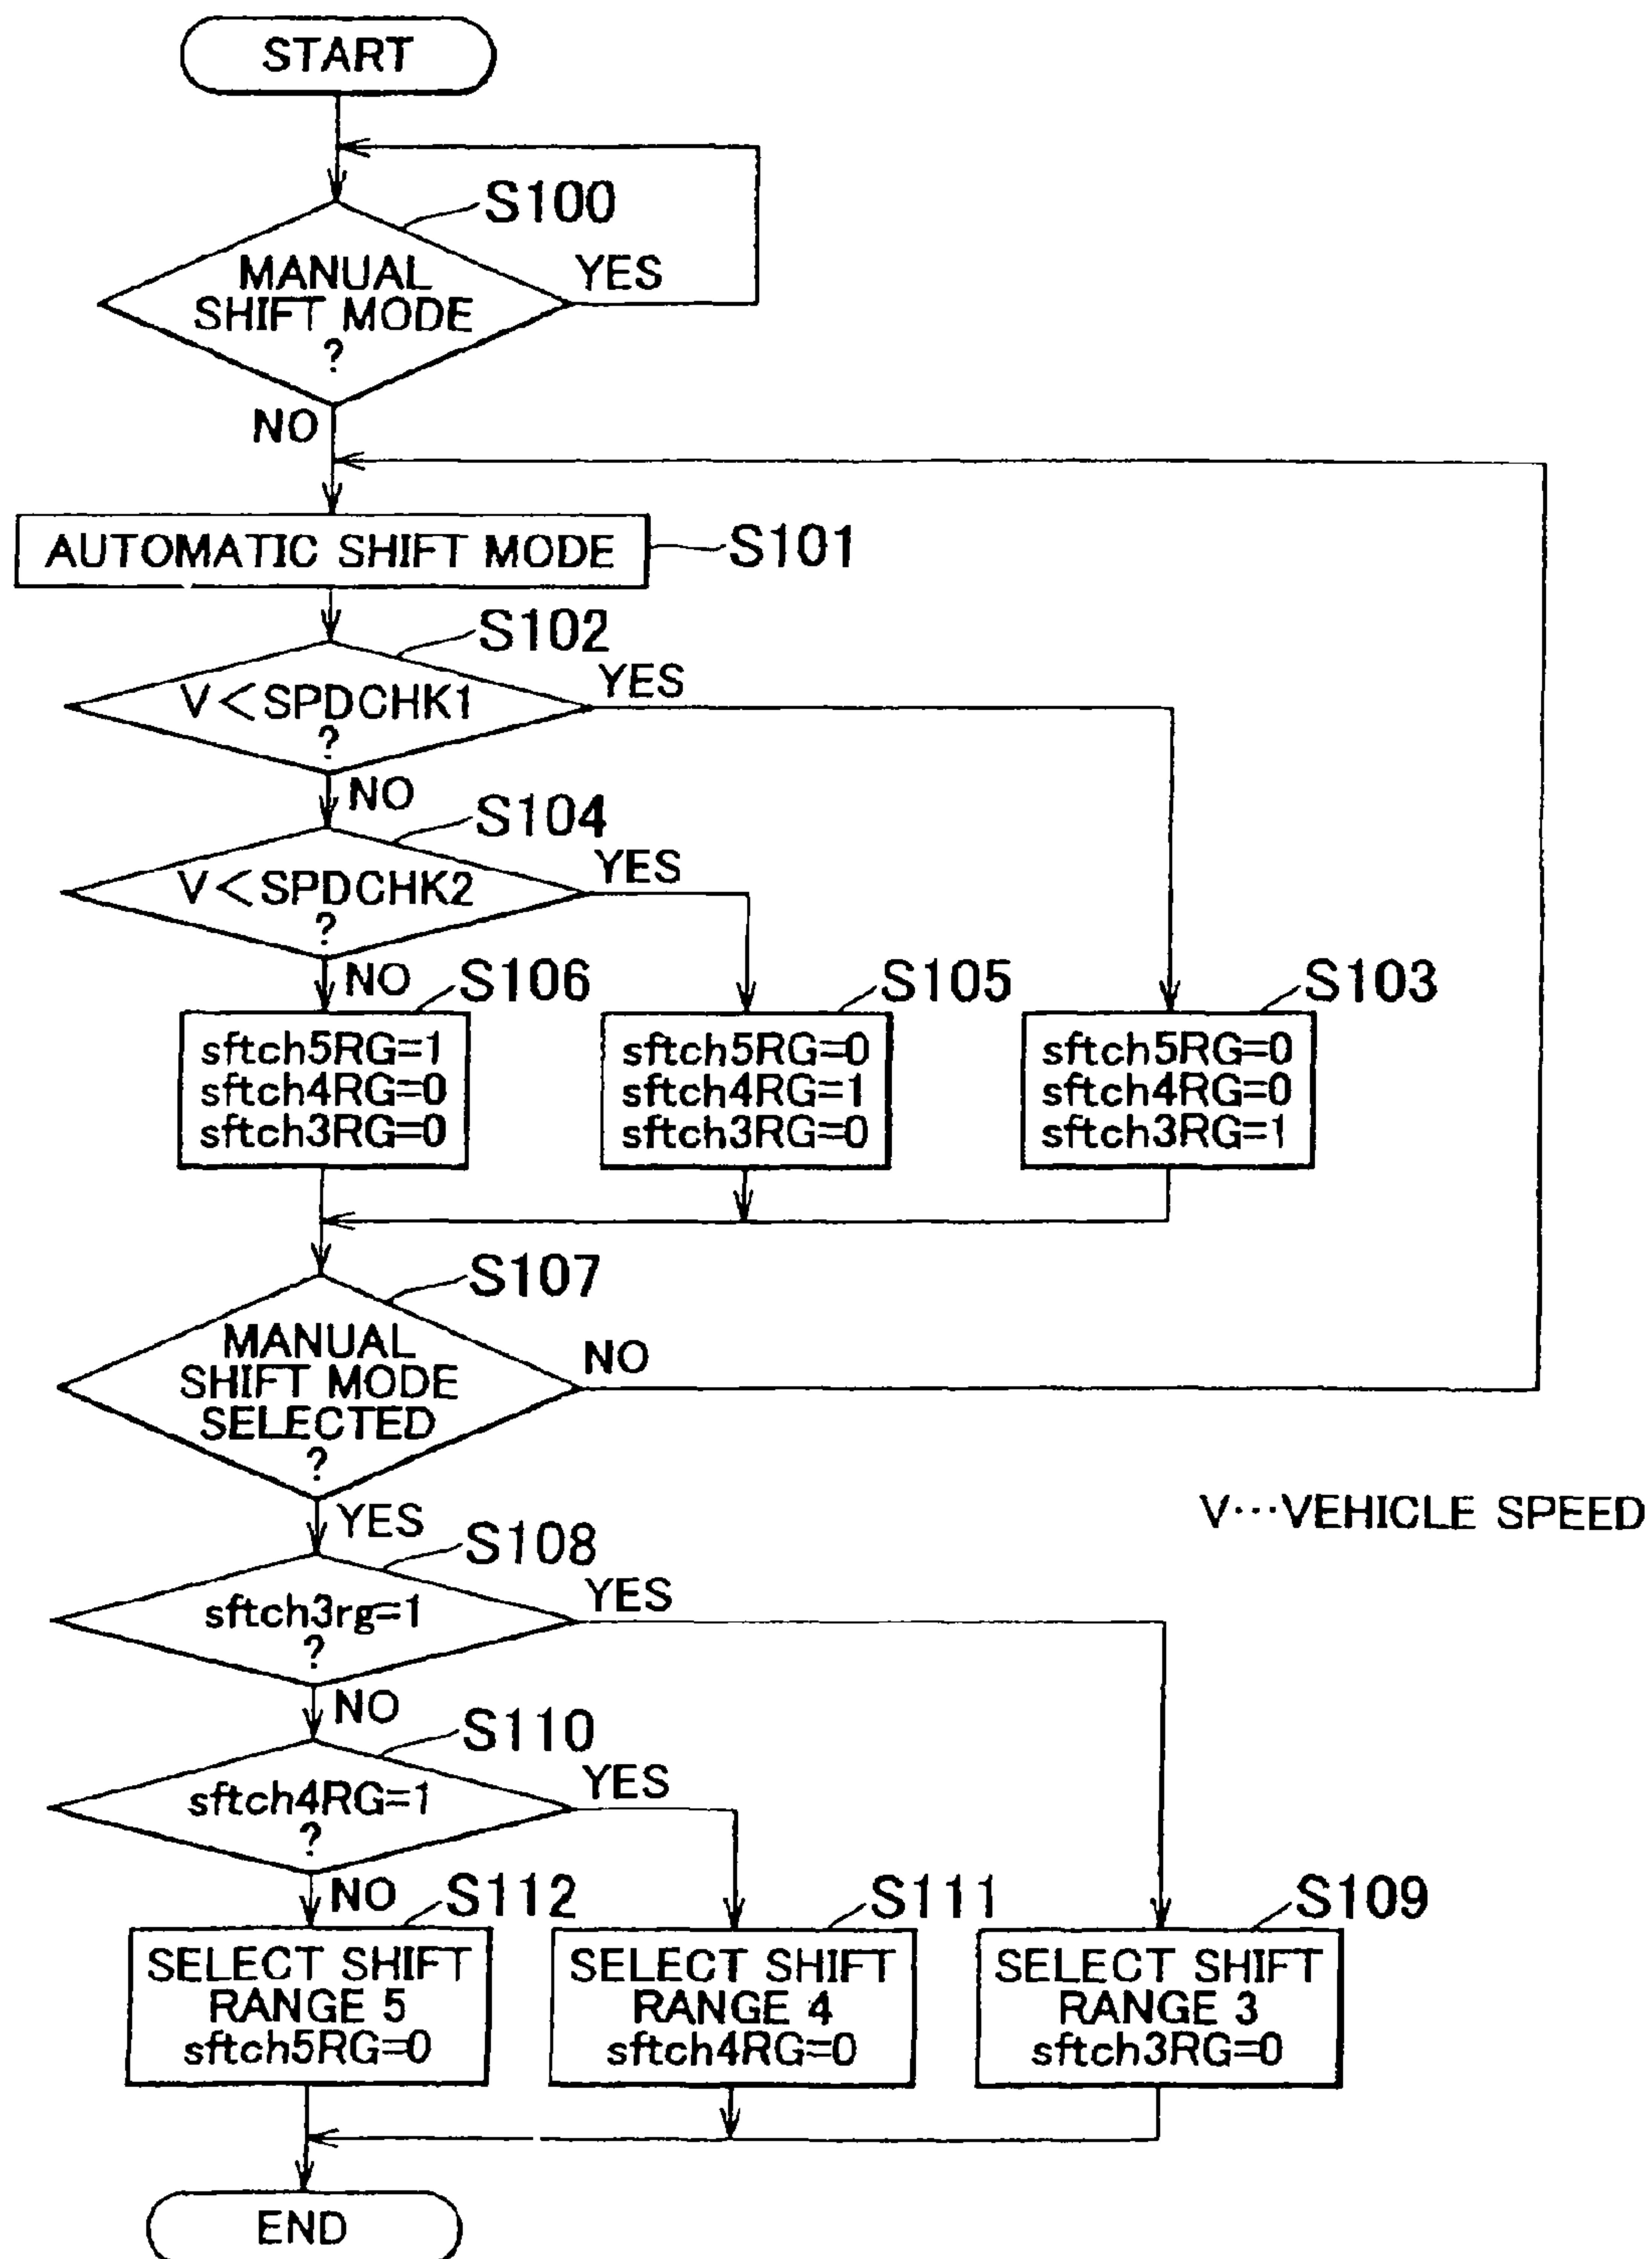 START
S100
MANUAL
SHIFT MODE
?
YES
NO
AUTOMATIC SHIFT MODE
S101
S102
V<SPDCHK1
?
YES
NO
S104
V<SPDCHK2
?
YES
NO
S106
sftch5RG=1
sftch4RG=0
sftch3RG=0
S105
sftch5RG=0
sftch4RG=1
sftch3RG=0
S103
sftch5RG=0
sftch4RG=0
sftch3RG=1
S107
MANUAL
SHIFT MODE
SELECTED
?
NO
YES
V···VEHICLE SPEED
S108
sftch3rg=1
?
YES
NO
S110
sftch4RG=1
?
YES
NO
S112
SELECT SHIFT
RANGE 5
sftch5RG=0
S111
SELECT SHIFT
RANGE 4
sftch4RG=0
S109
SELECT SHIFT
RANGE 3
sftch3RG=0
END